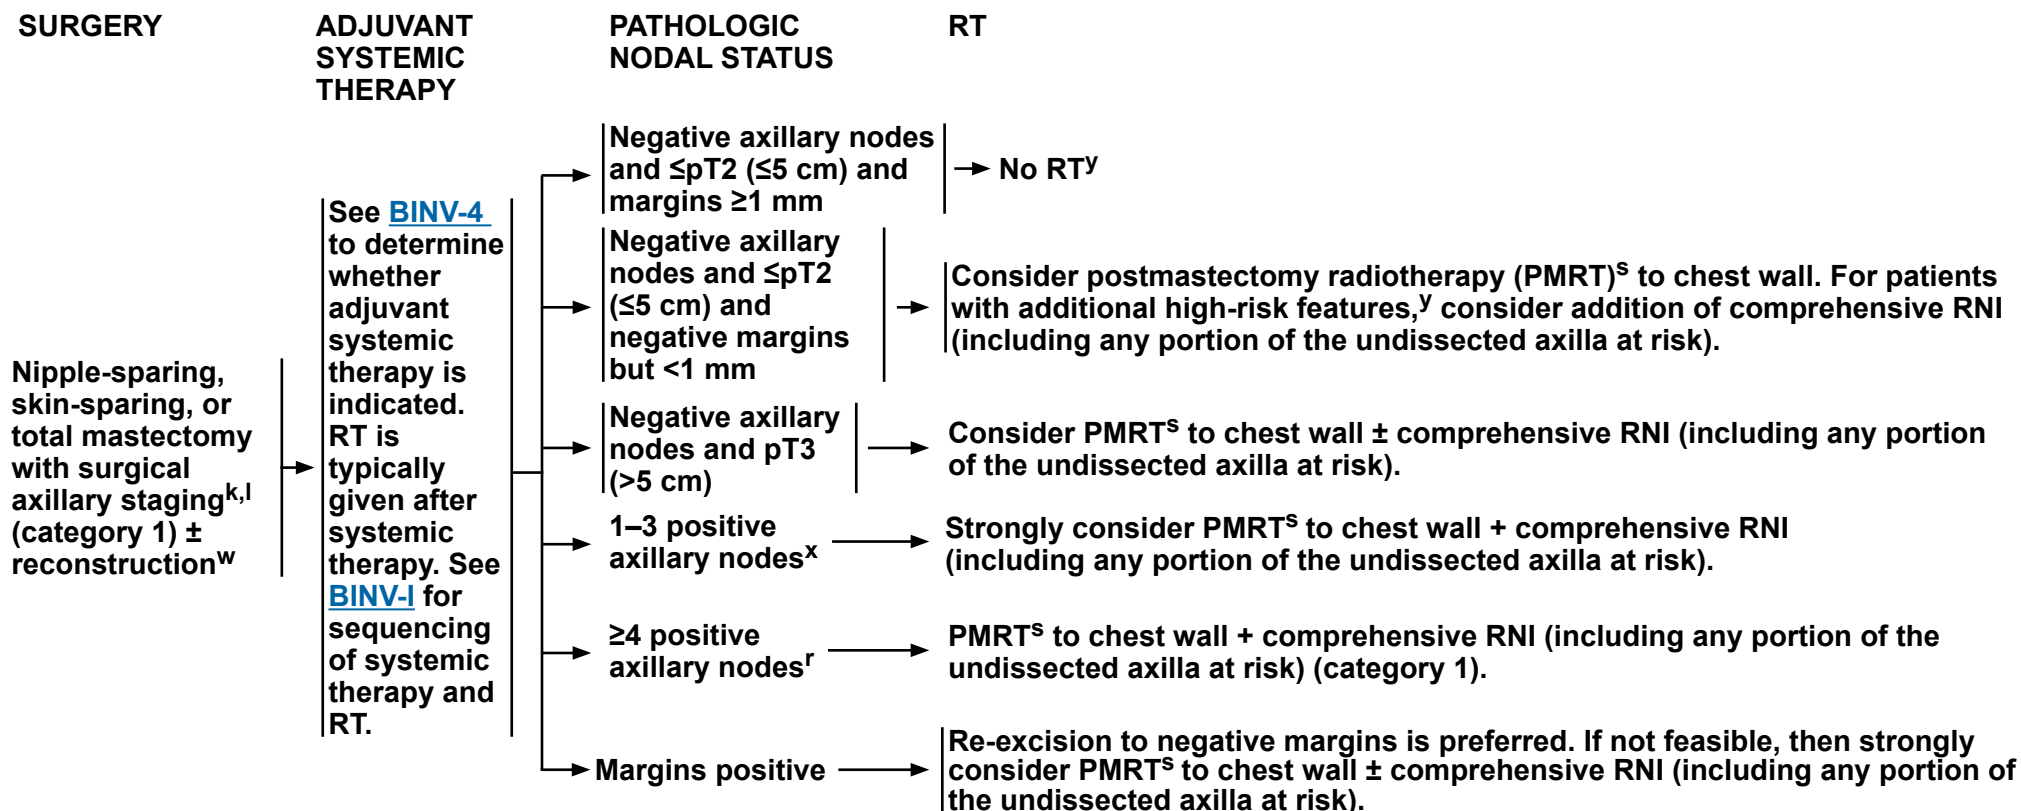 SURGERY
ADJUVANT
SYSTEMIC
THERAPY
PATHOLOGIC
NODAL STATUS
RT
Nipple-sparing,
skin-sparing, or
total mastectomy
with surgical
axillary stagingk,l
(category 1) ±
reconstructionw
See BINV-4
to determine
whether
adjuvant
systemic
therapy is
indicated.
RT is
typically
given after
systemic
therapy. See
BINV-I for
sequencing
of systemic
therapy and
RT.
Negative axillary nodes
and ≤pT2 (≤5 cm) and
margins ≥1 mm
No RTy
Negative axillary
nodes and ≤pT2
(≤5 cm) and
negative margins
but <1 mm
Consider postmastectomy radiotherapy (PMRT)s to chest wall. For patients
with additional high-risk features,y consider addition of comprehensive RNI
(including any portion of the undissected axilla at risk).
Negative axillary
nodes and pT3
(>5 cm)
Consider PMRTs to chest wall ± comprehensive RNI (including any portion
of the undissected axilla at risk).
1–3 positive
axillary nodesx
Strongly consider PMRTs to chest wall + comprehensive RNI
(including any portion of the undissected axilla at risk).
≥4 positive
axillary nodesr
PMRTs to chest wall + comprehensive RNI (including any portion of the
undissected axilla at risk) (category 1).
Margins positive
Re-excision to negative margins is preferred. If not feasible, then strongly
consider PMRTs to chest wall ± comprehensive RNI (including any portion of
the undissected axilla at risk).